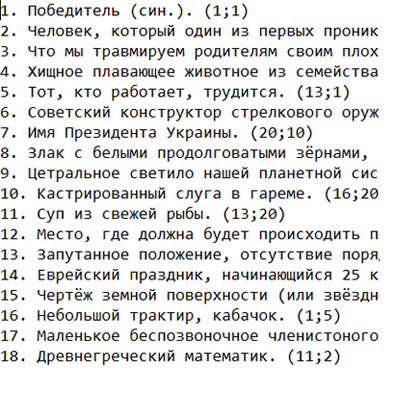 1. Победитель (син.). (1;1)
2. Человек, который один из первых проник
3. Что мы травмируем родителям своим плох
4. Хищное плавающее животное из семейства
5. Тот, кто работает, трудится. (13;1)
6. Советский конструктор стрелкового оруж
7. Имя Президента Украины. (20;10)
8. Злак с белыми продолговатыми зёрнами,
9. Цетральное светило нашей планетной сис
10. Кастрированный слуга в гареме. (16;20
11. Суп из свежей рыбы. (13;20)
12. Место, где должна будет происходить п
13. Запутанное положение, отсутствие поря
14. Еврейский праздник, начинающийся 25 к
15. Чертёж земной поверхности (или звёздн
16. Небольшой трактир, кабачок. (1;5)
17. Маленькое беспозвоночное членистоного
18. Древнегреческий математик. (11;2)